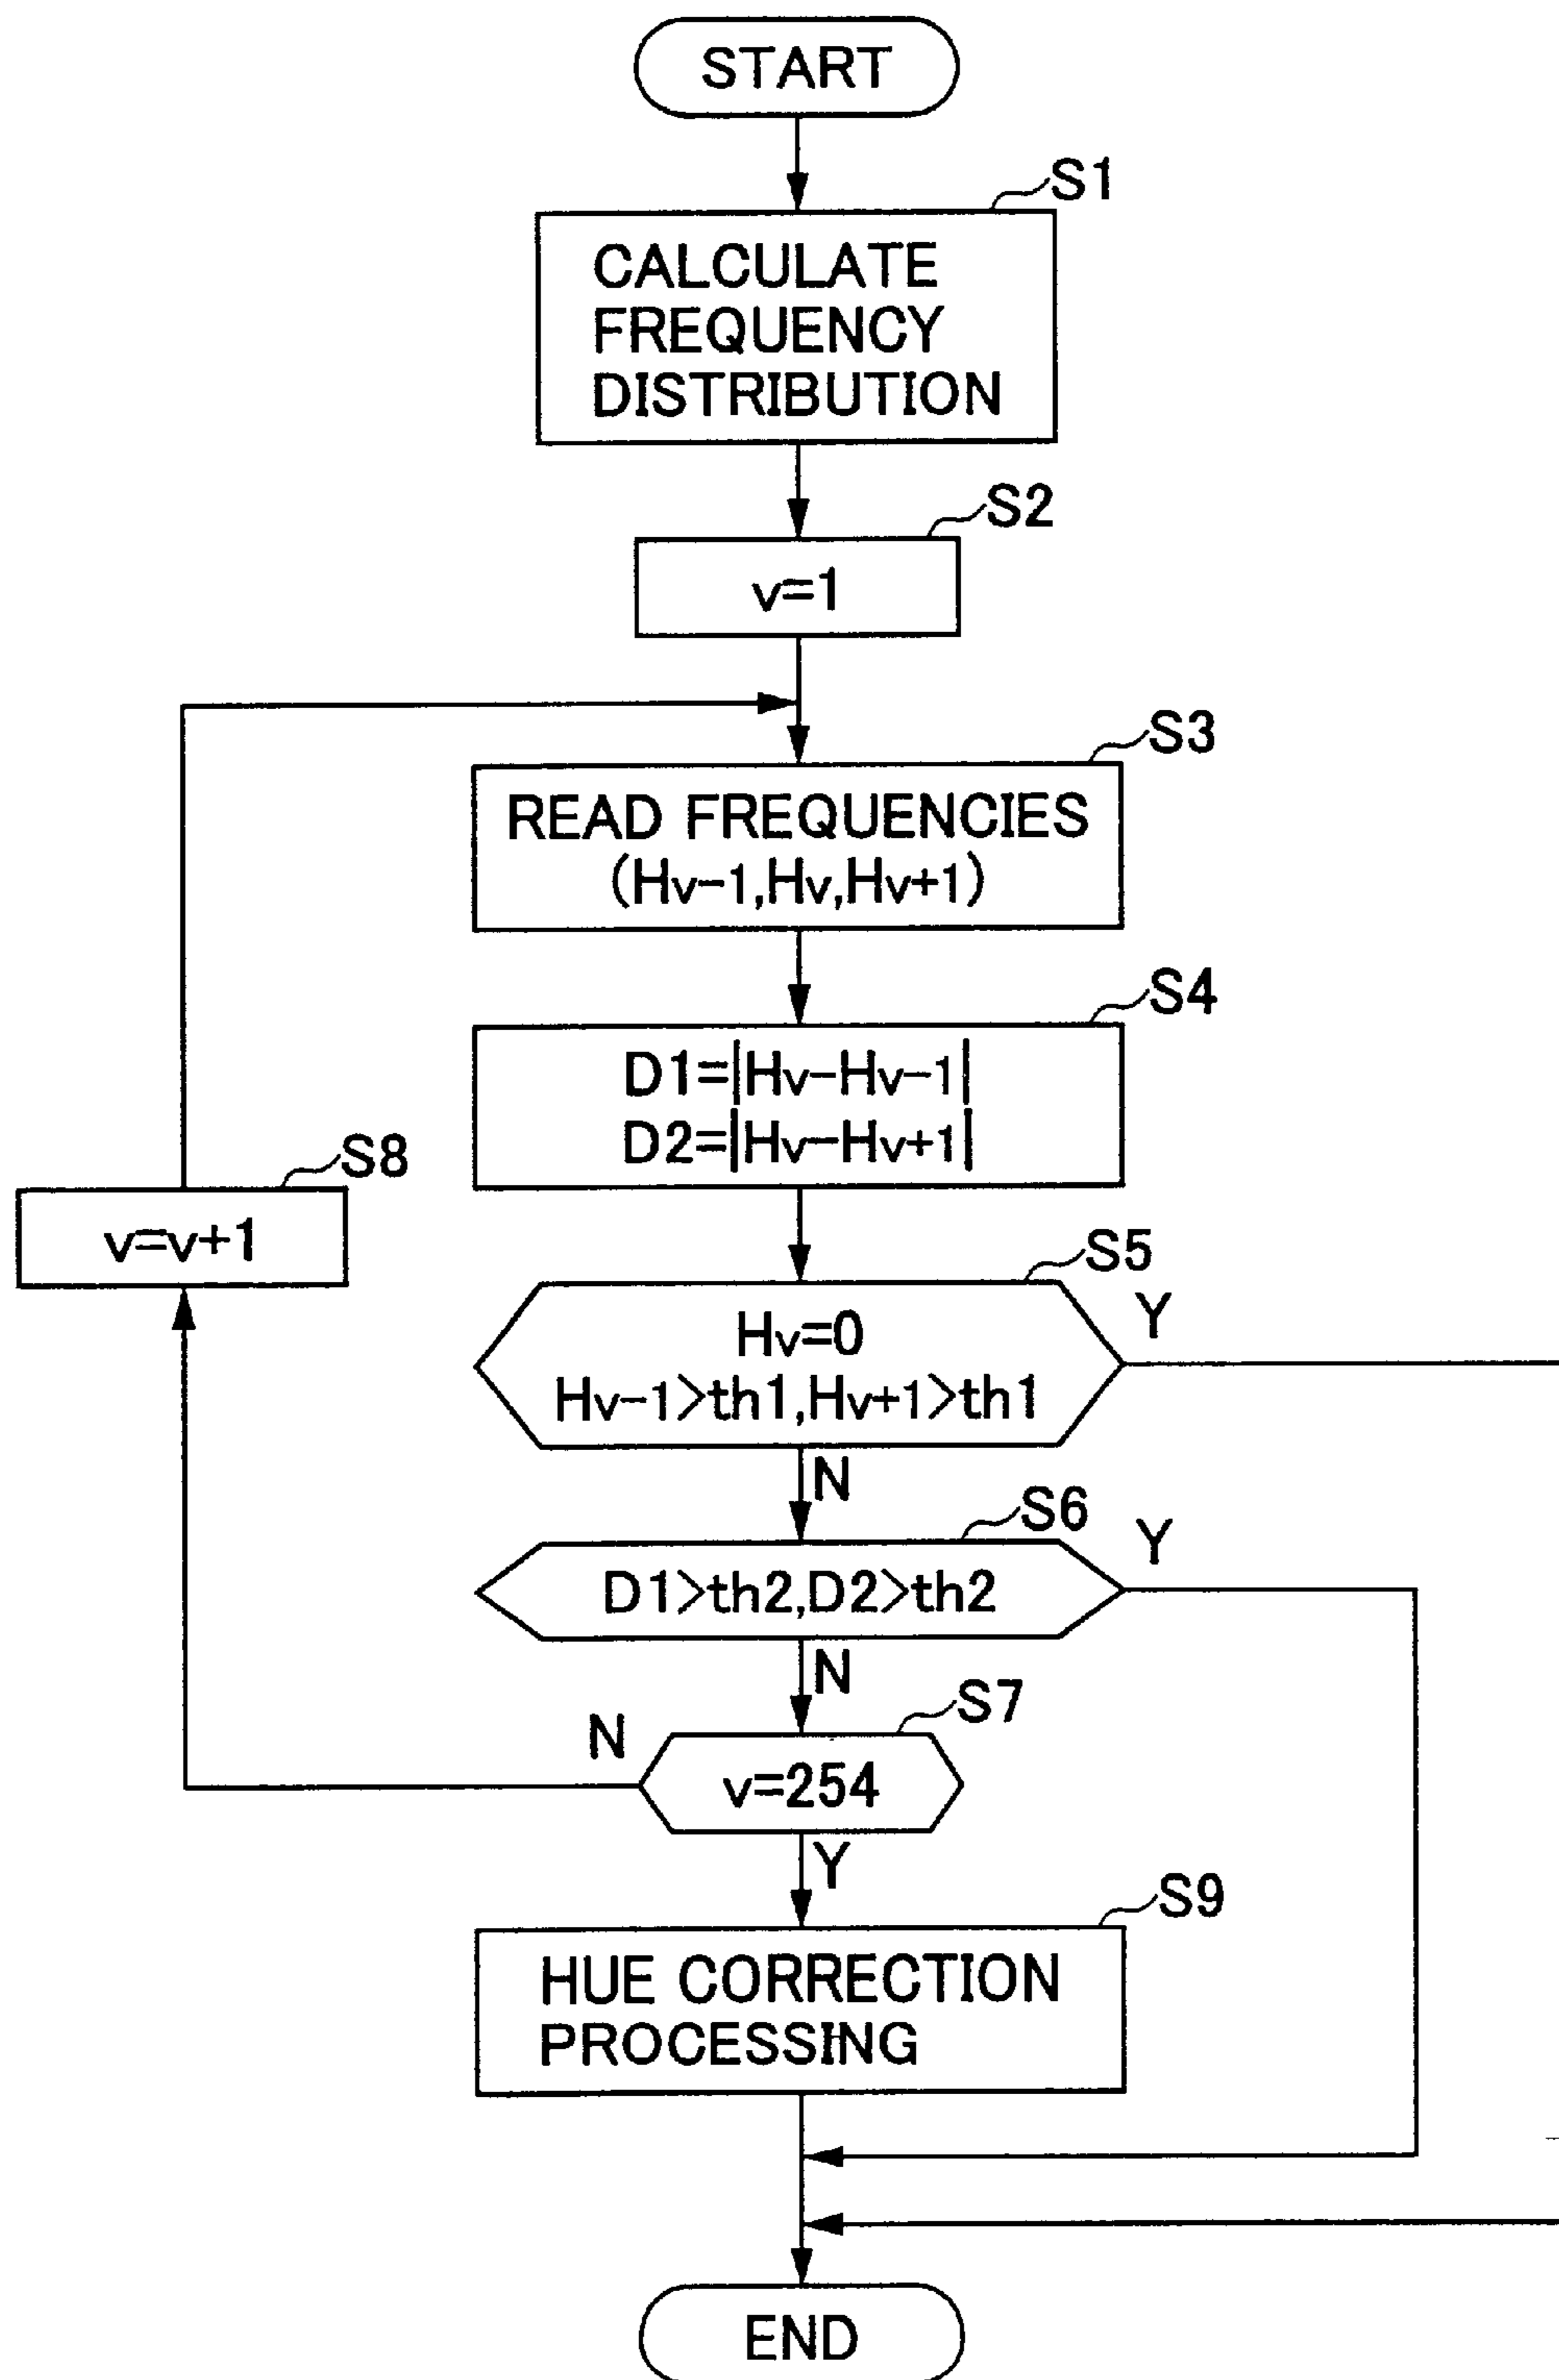 START
S1
CALCULATE
FREQUENCY
DISTRIBUTION
S2
v=1
S3
READ FREQUENCIES
(Hv-1,Hv,Hv+1)
S4
D1=|Hv-Hv-1|
D2=|Hv-Hv+1|
S8
v=v+1
S5
Hv=0
Hv-1>th1,Hv+1>th1
Y
N
S6
D1>th2,D2>th2
Y
N
S7
v=254
N
Y
S9
HUE CORRECTION
PROCESSING
END